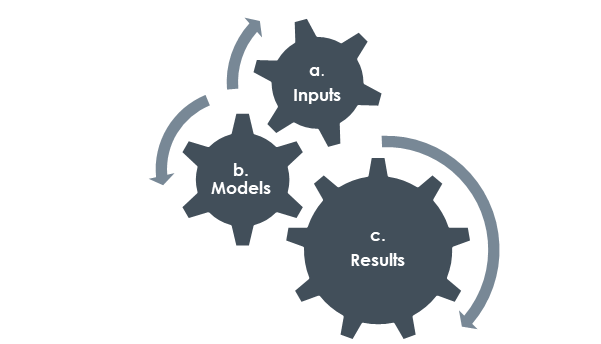 a.
Inputs
b.
Models
c.
Results